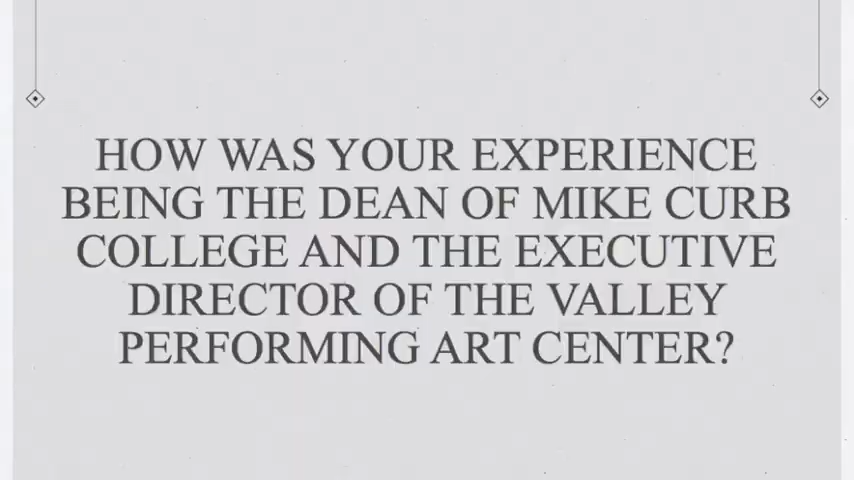 HOW WAS YOUR EXPERIENCE
BEING THE DEAN OF MIKE CURB
COLLEGE AND THE EXECUTIVE
DIRECTOR OF THE VALLEY
PERFORMING ART CENTER?